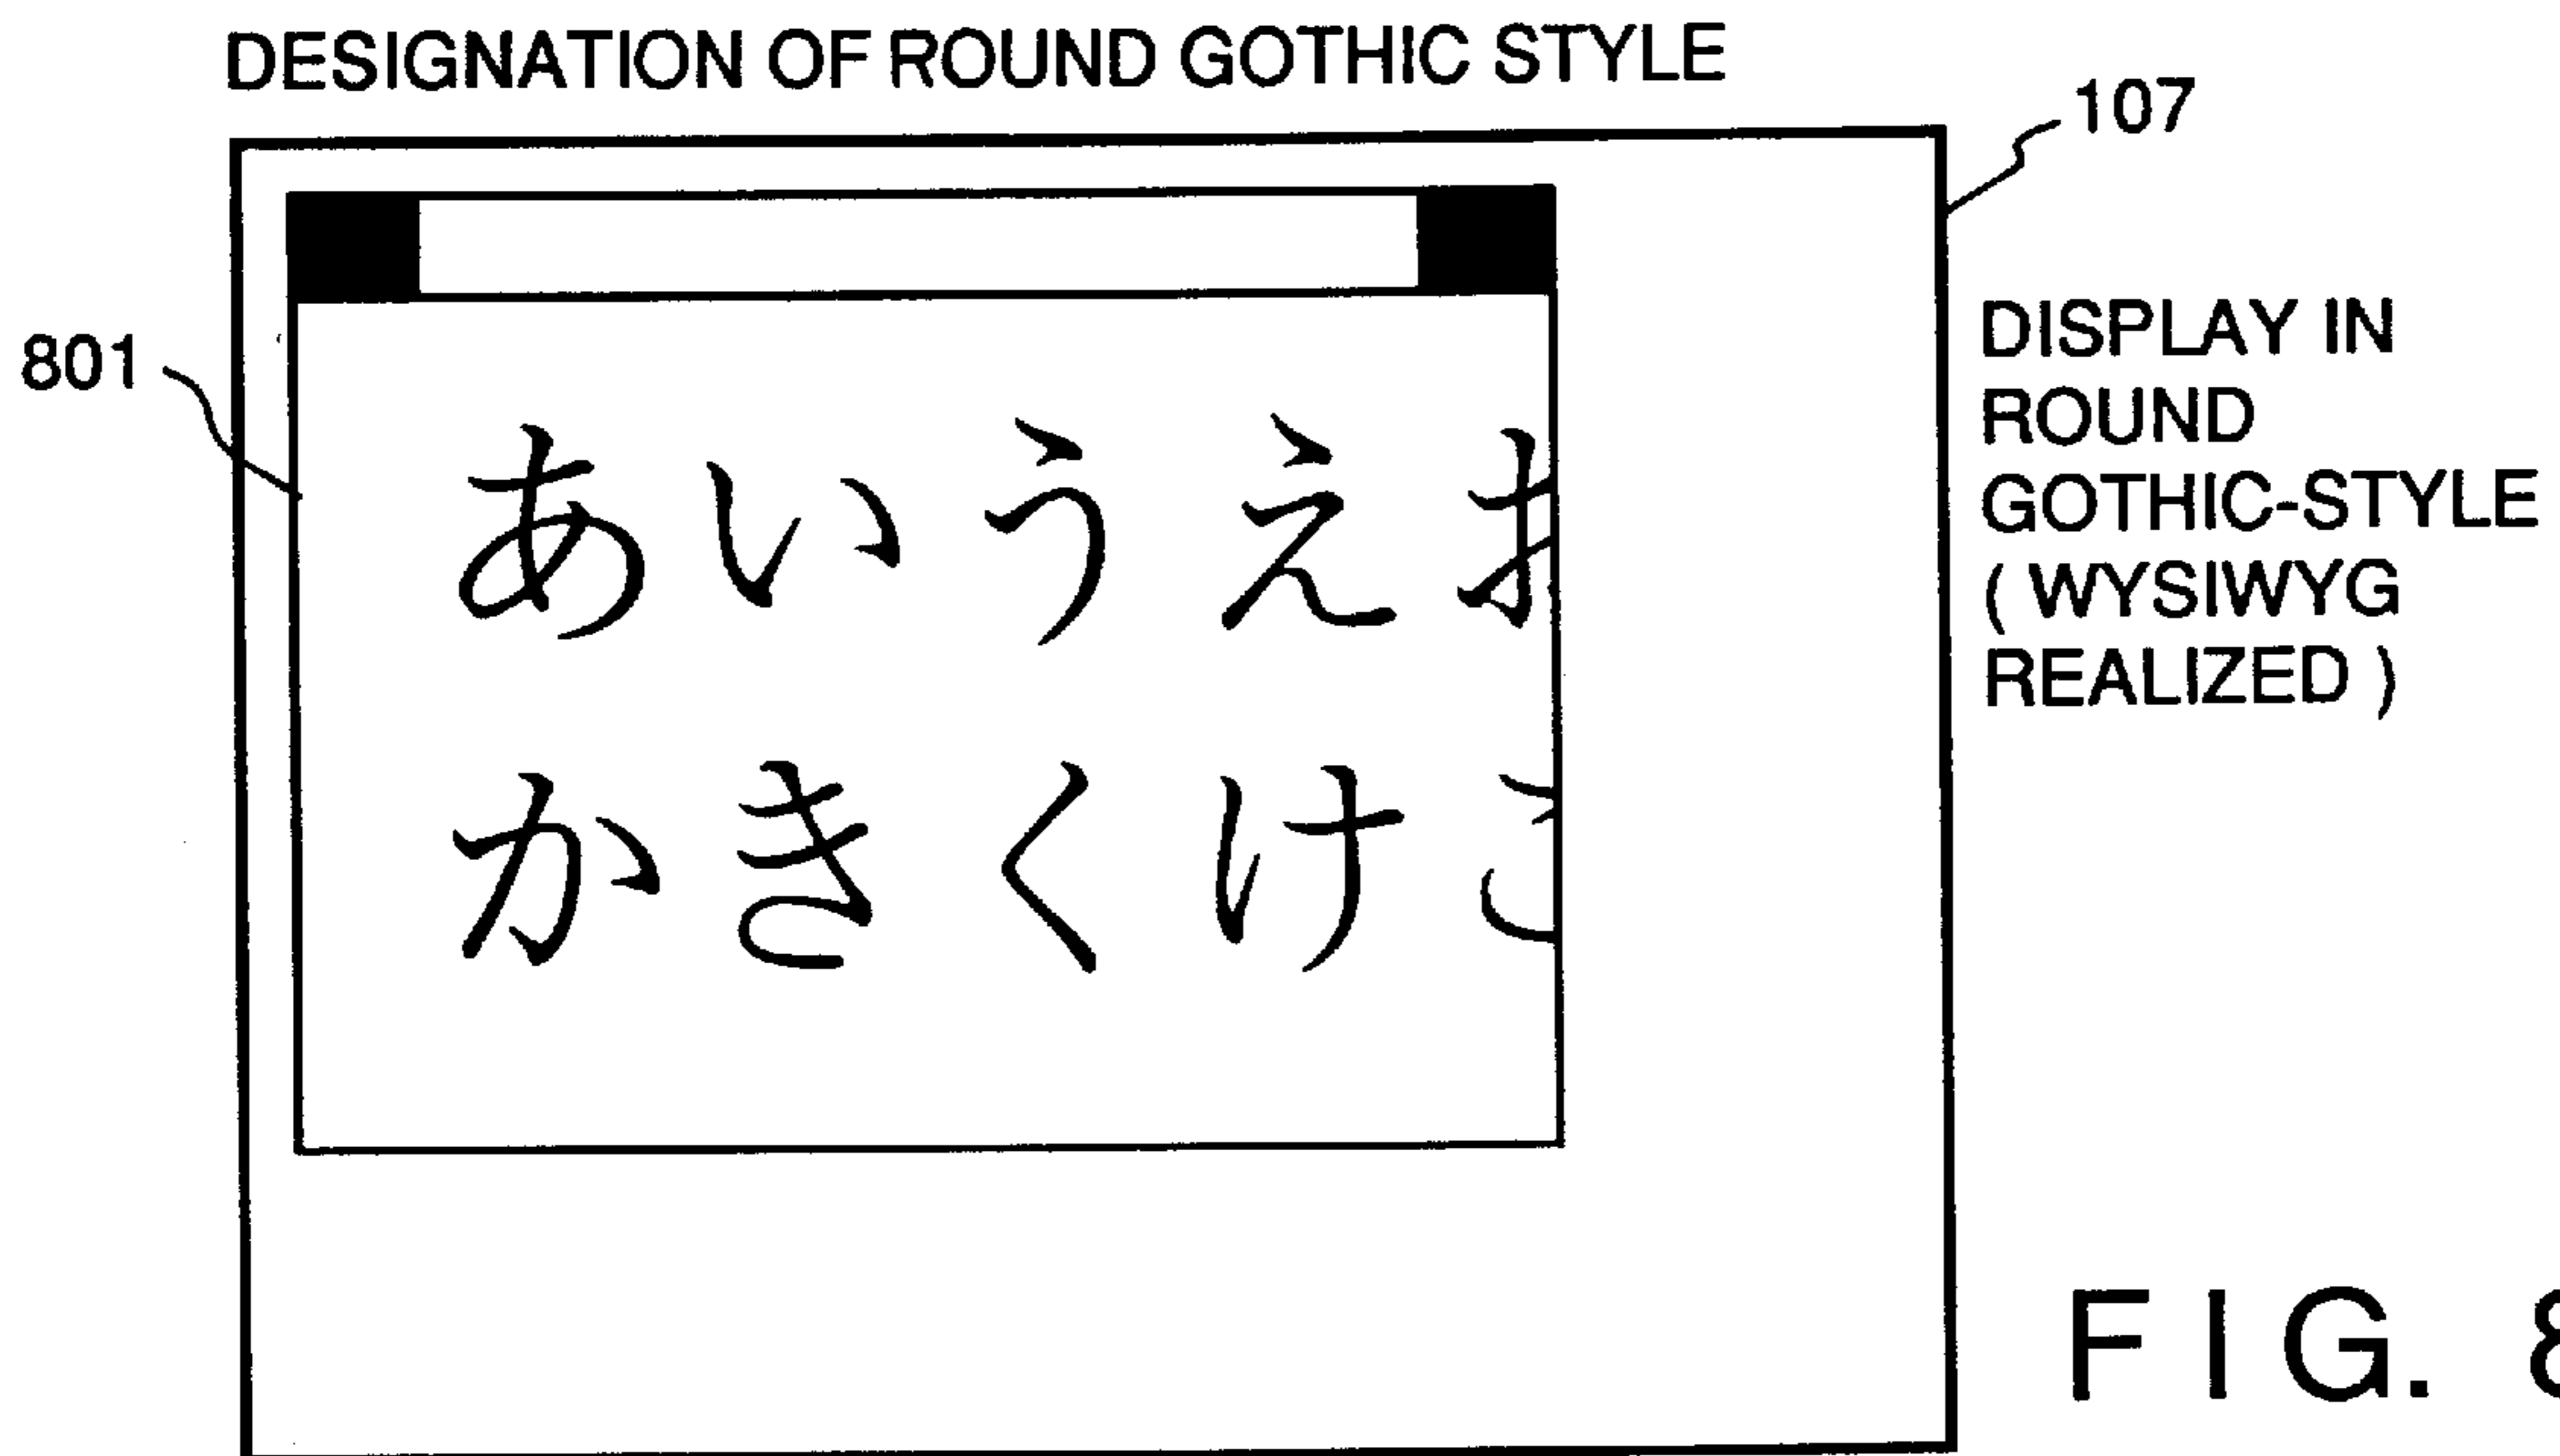 DESIGNATION OF ROUND GOTHIC STYLE
107
801
DISPLAY IN
ROUND
GOTHIC-STYLE
( WYSIWYG
REALIZED )
あ い う え
か き く け
FIG.